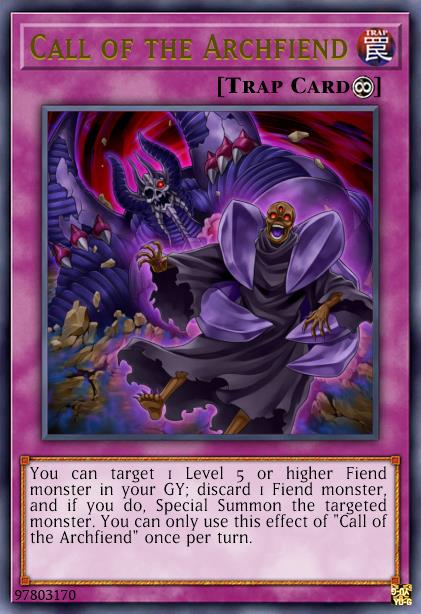 CALL OF THE ARCHFIEND
TRAP
罠
[TRAP CARD♾]
You can target 1 Level 5 or higher Fiend
monster in your GY; discard 1 Fiend monster,
and if you do, Special Summon the targeted
monster. You can only use this effect of "Call of
the Archfiend" once per turn.
97803170